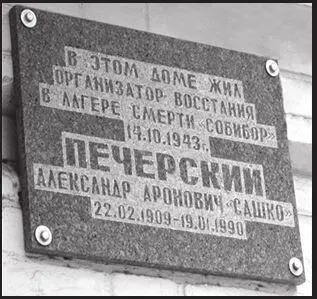 В ЭТОМ ДОМЕ ЖИЛ
ОРГАНИЗАТОР ВОССТАНИЯ
В ЛАГЕРЕ СМЕРТИ «СОБИБОР»
14.10.1943г.
ПЕЧЕРСКИЙ
АЛЕКСАНДР АРОНОВИЧ «САШКО»
22.02.1909-19.01.1990